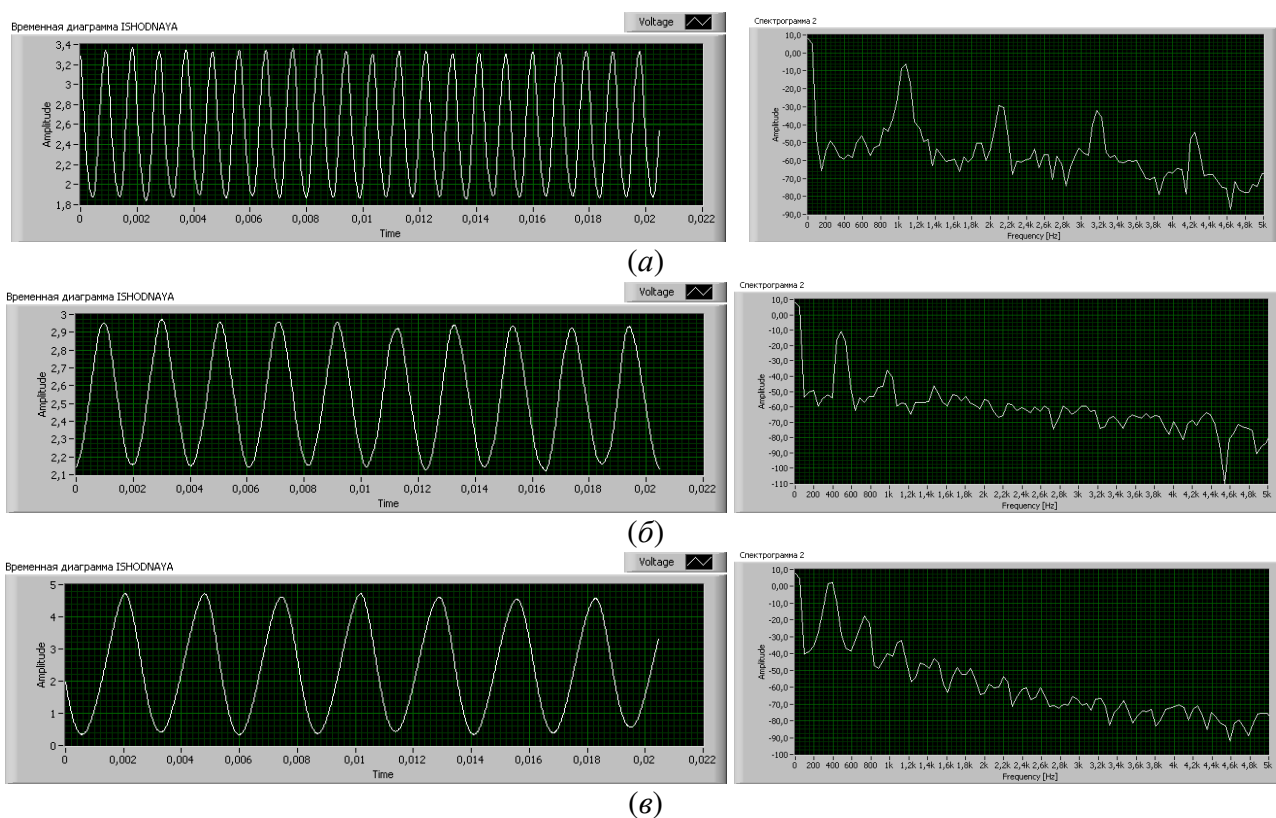 Временная диаграмма ISHODNAYA
Voltage
Amplitude
3,4
3,2
3
2,8
2,6
2,4
2,2
2
1,8
0 0,002 0,004 0,006 0,008 0,01 0,012 0,014 0,016 0,018 0,02 0,022
Time
Спектрограмма 2
Amplitude
10,0
0,00
-10,0
-20,0
-30,0
-40,0
-50,0
-60,0
-70,0
-80,0
-90,0
0 200 400 600 800 1k 1,2k 1,4k 1,6k 1,8k 2k 2,2k 2,4k 2,6k 2,8k 3k 3,2k 3,4k 3,6k 3,8k 4k 4,2k 4,4k 4,6k 4,8k 5k
Frequency [Hz]
(а)
Временная диаграмма ISHODNAYA
Voltage
Amplitude
3
2,9
2,8
2,7
2,6
2,5
2,4
2,3
2,2
2,1
0 0,002 0,004 0,006 0,008 0,01 0,012 0,014 0,016 0,018 0,02 0,022
Time
Спектрограмма 2
Amplitude
10,0
0,00
-10,0
-20,0
-30,0
-40,0
-50,0
-60,0
-70,0
-80,0
-90,0
-100
-110
0 200 400 600 800 1k 1,2k 1,4k 1,6k 1,8k 2k 2,2k 2,4k 2,6k 2,8k 3k 3,2k 3,4k 3,6k 3,8k 4k 4,2k 4,4k 4,6k 4,8k 5k
Frequency [Hz]
(б)
Временная диаграмма ISHODNAYA
Voltage
Amplitude
5
4
3
2
1
0
0 0,002 0,004 0,006 0,008 0,01 0,012 0,014 0,016 0,018 0,02 0,022
Time
Спектрограмма 2
Amplitude
10,0
0,00
-10,0
-20,0
-30,0
-40,0
-50,0
-60,0
-70,0
-80,0
-90,0
-100
0 200 400 600 800 1k 1,2k 1,4k 1,6k 1,8k 2k 2,2k 2,4k 2,6k 2,8k 3k 3,2k 3,4k 3,6k 3,8k 4k 4,2k 4,4k 4,6k 4,8k 5k
Frequency [Hz]
(в)